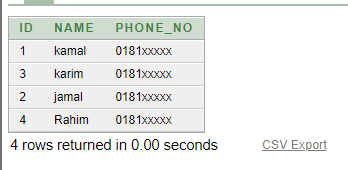 ID NAME PHONE_NO
1 kamal 0181xxxxx
3 karim 0181xxxxx
2 jamal 0181xxxxx
4 Rahim 0181xxxxx
4 rows returned in 0.00 seconds CSV Export